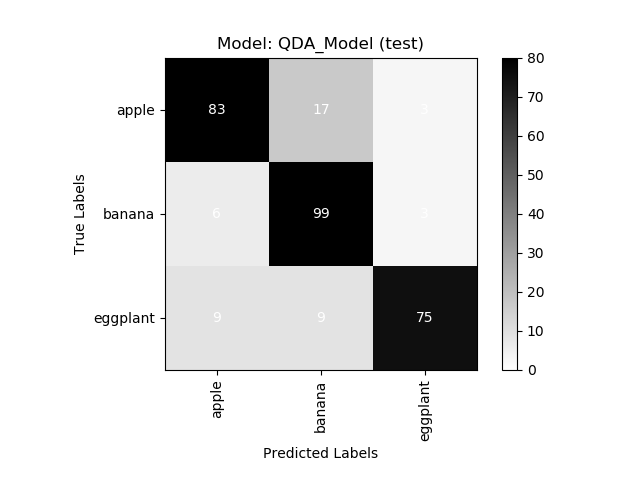 Model: QDA_Model (test)
True Labels
apple
banana
eggplant
83 17 3
6 99 3
9 9 75
apple
banana
eggplant
Predicted Labels
80
70
60
50
40
30
20
10
0